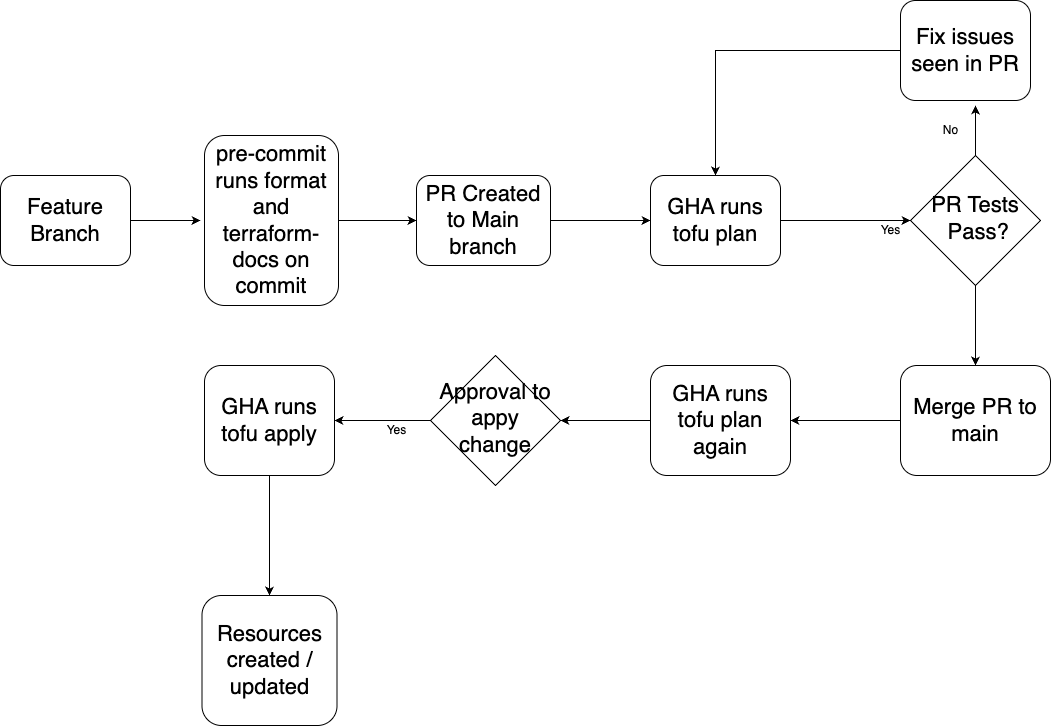 Fix issues
seen in PR
No
Feature
Branch
pre-commit
runs format
and
terraform-
docs on
commit
PR Created
to Main
branch
GHA runs
tofu plan
Yes
PR Tests
Pass?
GHA runs
tofu apply
Yes
Approval to
appy
change
GHA runs
tofu plan
again
Merge PR to
main
Resources
created /
updated